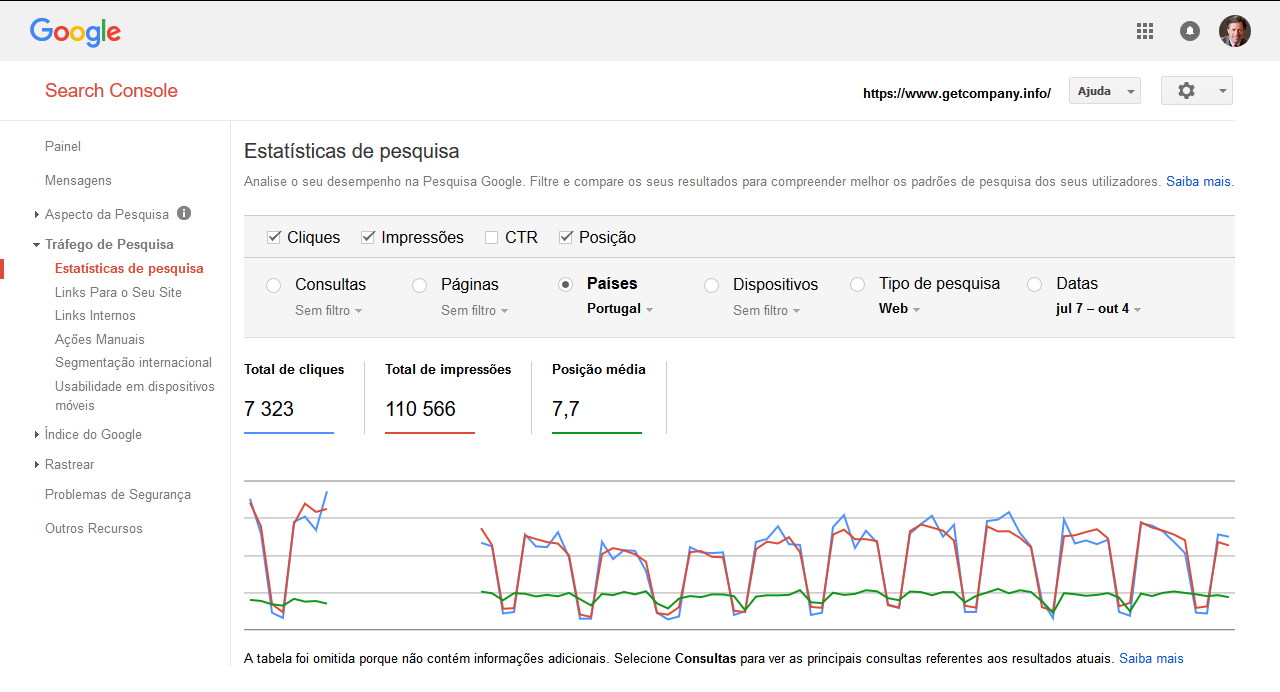 Google
Search Console
https://www.getcompany.info/
Ajuda
Painel
Mensagens
Aspecto da Pesquisa
Tráfego de Pesquisa
Estatísticas de pesquisa
Links Para o Seu Site
Links Internos
Ações Manuais
Segmentação internacional
Usabilidade em dispositivos
móveis
Índice do Google
Rastrear
Problemas de Segurança
Outros Recursos
Estatísticas de pesquisa
Analise o seu desempenho na Pesquisa Google. Filtre e compare os seus resultados para compreender melhor os padrões de pesquisa dos seus utilizadores. Saiba mais.
Cliques Impressões CTR Posição
Consultas Páginas Países Dispositivos Tipo de pesquisa Datas
Sem filtro Sem filtro Portugal Sem filtro Web jul 7 – out 4
Total de cliques Total de impressões Posição média
7 323 110 566 7,7
A tabela foi omitida porque não contém informações adicionais. Selecione Consultas para ver as principais consultas referentes aos resultados atuais. Saiba mais